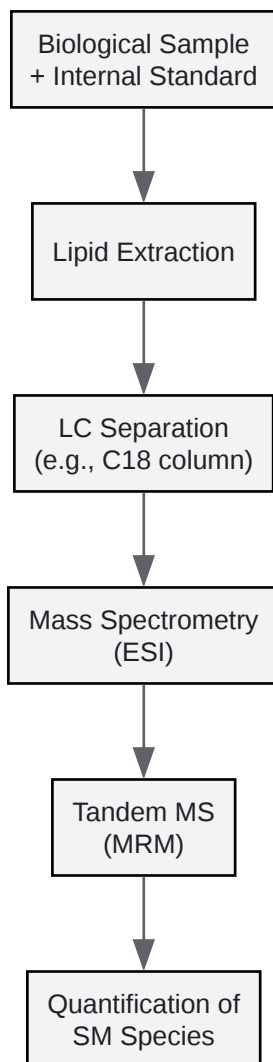 Biological Sample
+ Internal Standard
Lipid Extraction
LC Separation
(e.g., C18 column)
Mass Spectrometry
(ESI)
Tandem MS
(MRM)
Quantification of
SM Species